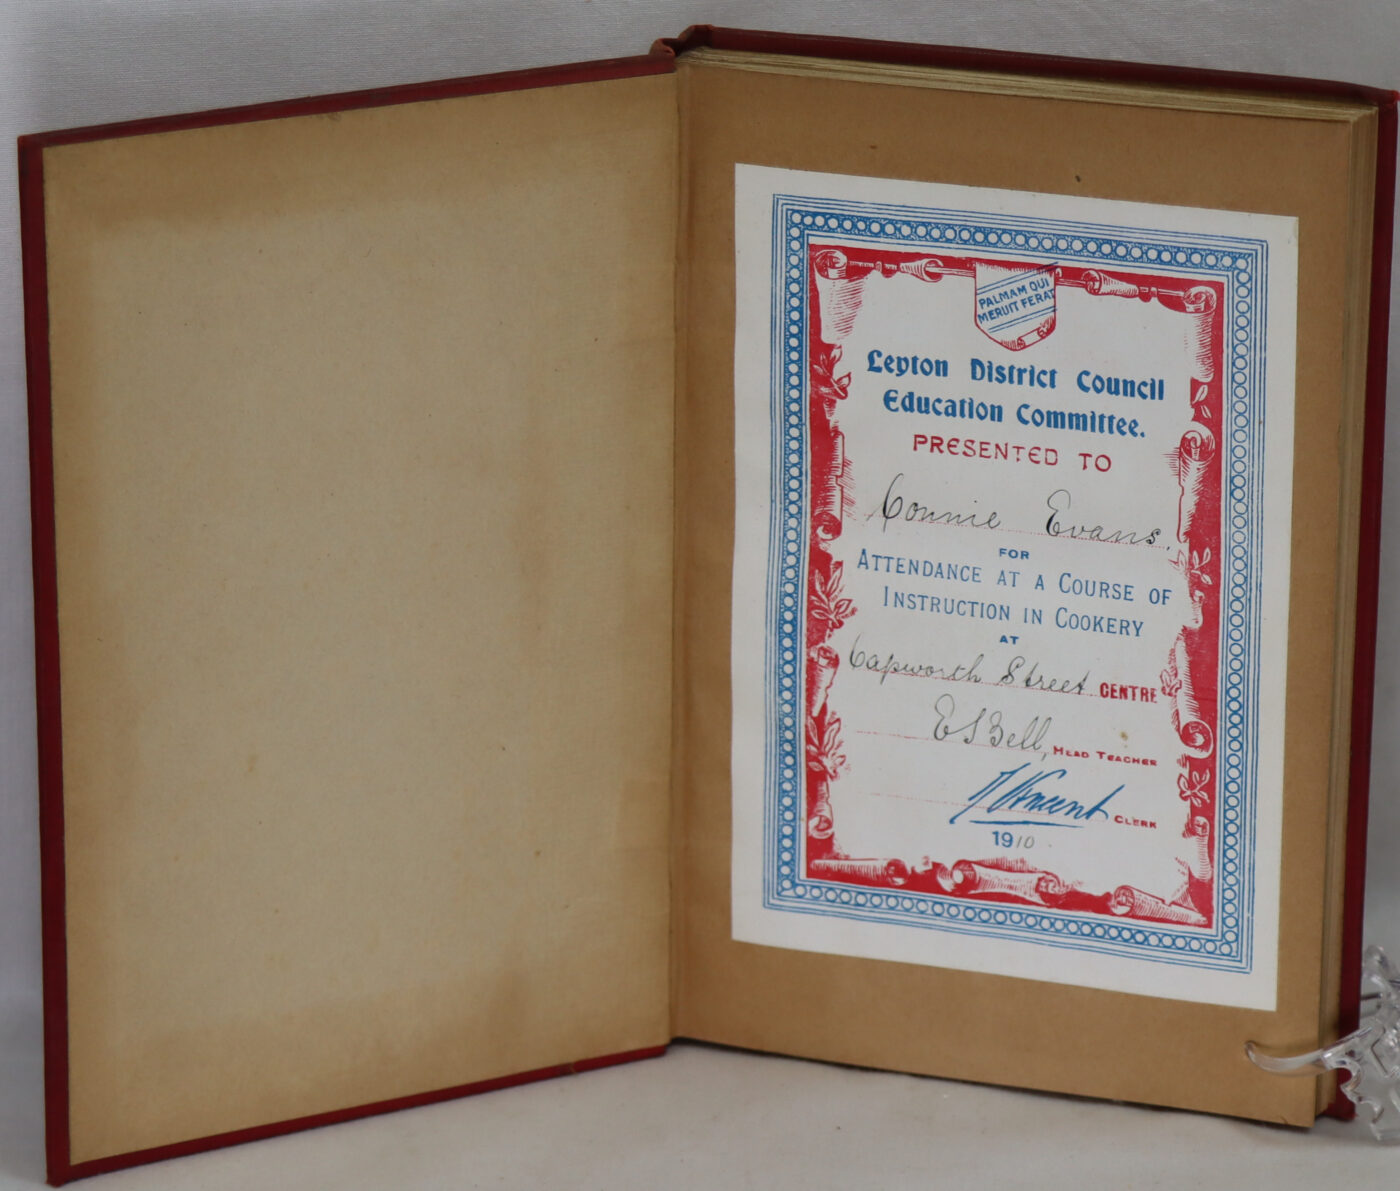 PALMAM QUI
MERUIT FERAT
Leyton District Council
Education Committee.
PRESENTED TO
Connie Evans.
FOR
ATTENDANCE AT A COURSE OF
INSTRUCTION IN COOKERY
AT
Capworth Street CENTRE
E S Bell, HEAD TEACHER
Vincent CLERK
1910